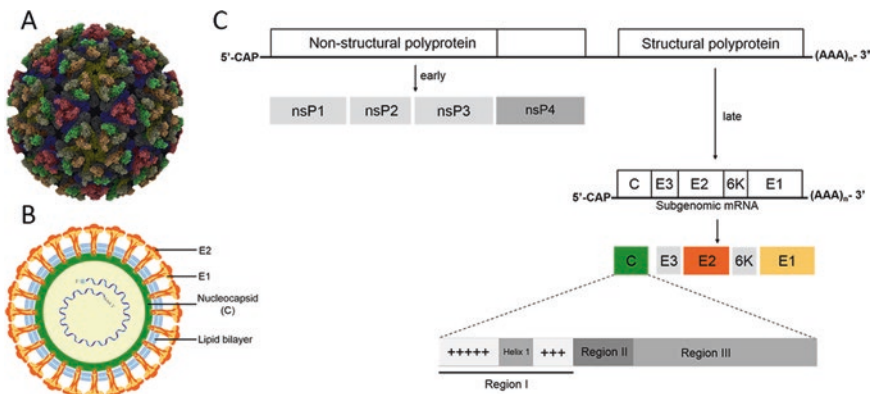 A
C
Non-structural polyprotein
Structural polyprotein
5'-CAP
(AAA)n- 3'
early
nsP1 nsP2 nsP3 nsP4
late
C E3 E2 6K E1
5'-CAP
(AAA)n- 3'
Subgenomic mRNA
C E3 E2 6K E1
B
E2
E1
Nucleocapsid
(C)
Lipid bilayer
+++++ Helix 1 +++ Region II Region III
Region I